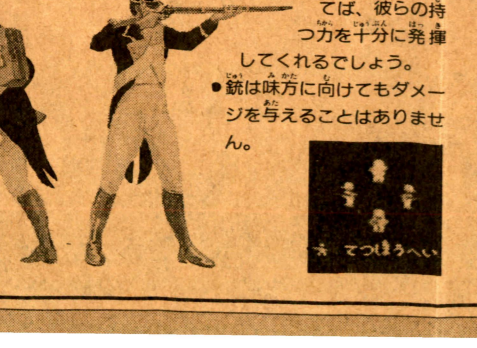 てば、彼らの持
つ力を十分に発揮
してくれるでしょう。
●銃は味方に向けてもダメー
ジを与えることはありませ
ん。
てつほうへい